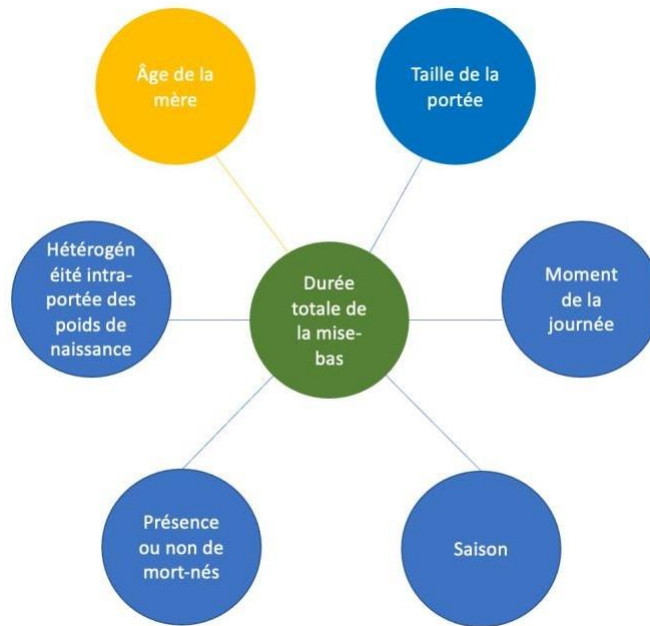 Âge de la
mère
Taille de la
portée
Hétérogén
éité intra-
portée des
poids de
naissance
Durée
totale de
la mise-
bas
Moment
de la
journée
Présence
ou non de
mort-nés
Saison